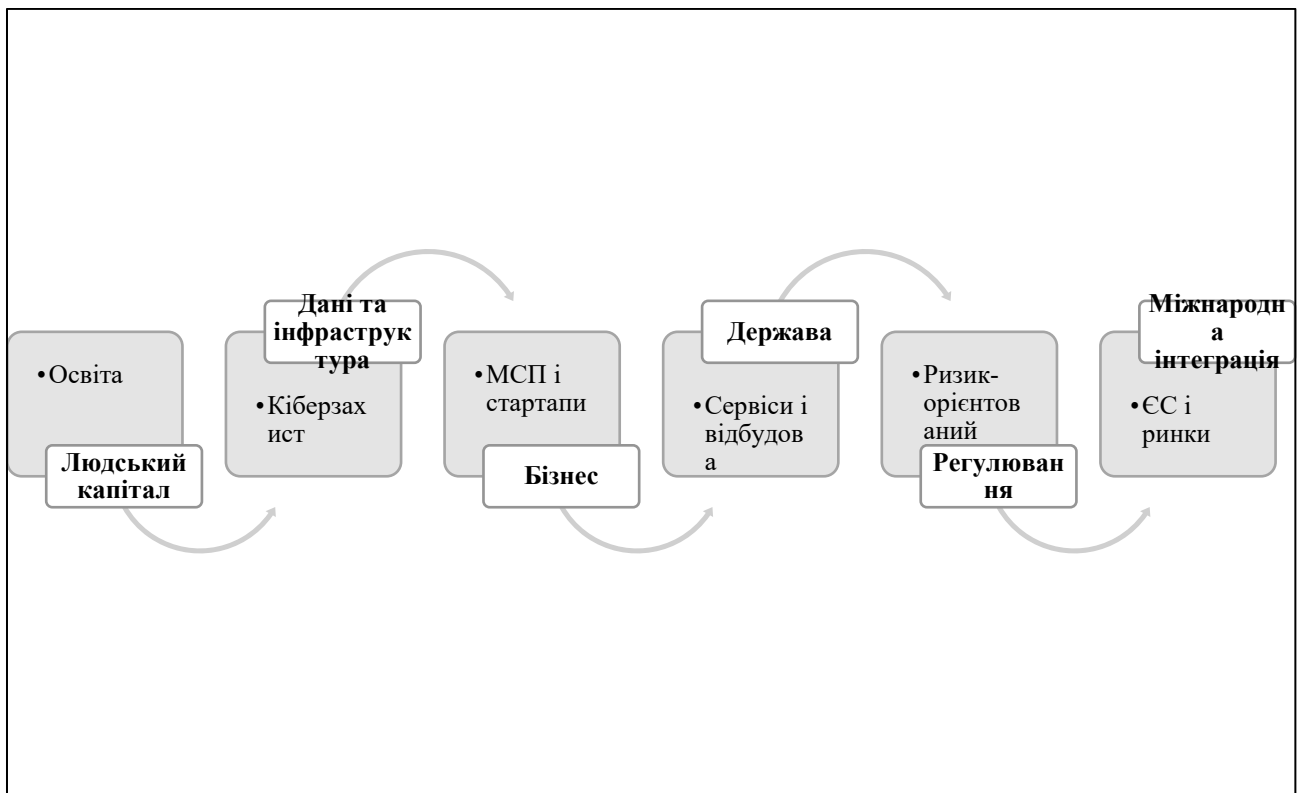 •Освіта
Людський
капітал
Дані та
інфраструк
тура
•Кіберзах
ист
•МСП і
стартапи
Бізнес
Держава
•Сервіси і
відбудов
а
•Ризик-
орієнтов
аний
Регулюван
ня
Міжнародн
а
інтеграція
•ЄС і
ринки